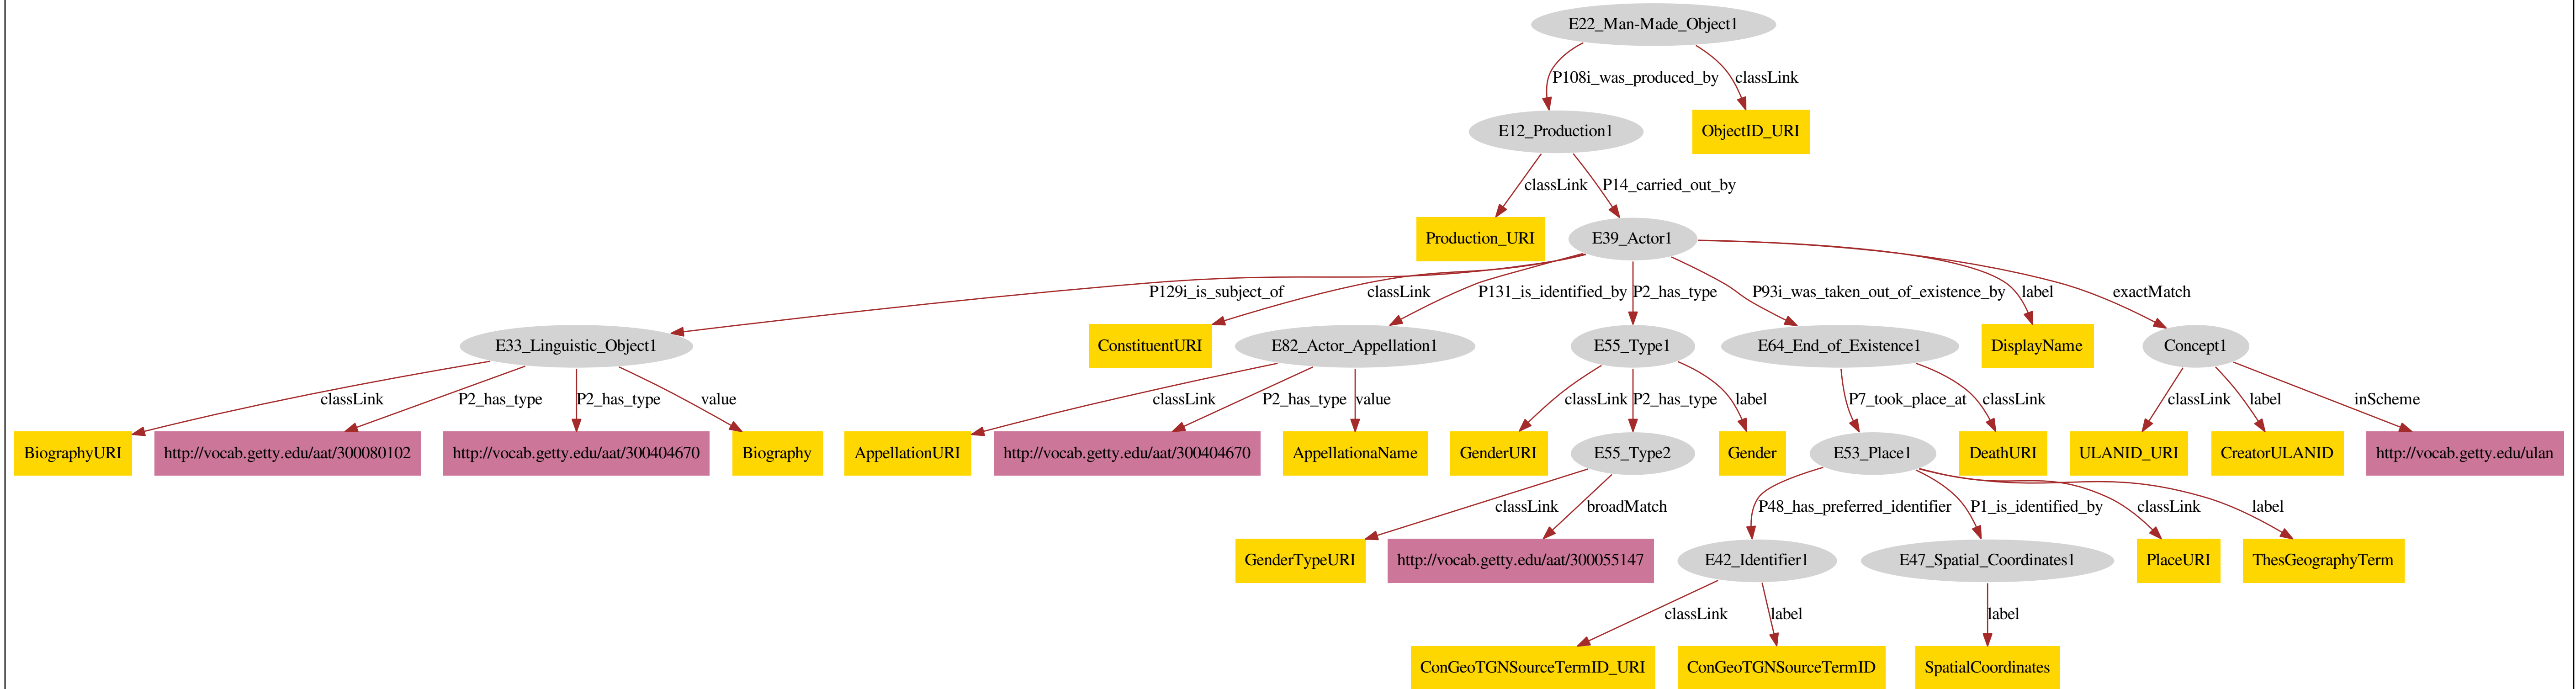 E22_Man-Made_Object1
P108i_was_produced_by
classLink
E12_Production1
ObjectID_URI
classLink
P14_carried_out_by
Production_URI
E39_Actor1
P129i_is_subject_of
classLink
P131_is_identified_by
P2_has_type
P93i_was_taken_out_of_existence_by
label
exactMatch
E33_Linguistic_Object1
ConstituentURI
E82_Actor_Appellation1
E55_Type1
E64_End_of_Existence1
DisplayName
Concept1
classLink
P2_has_type
P2_has_type
value
classLink
P2_has_type
value
classLink
P2_has_type
label
P7_took_place_at
classLink
classLink
label
inScheme
BiographyURI
http://vocab.getty.edu/aat/300080102
http://vocab.getty.edu/aat/300404670
Biography
AppellationURI
http://vocab.getty.edu/aat/300404670
AppellationaName
GenderURI
E55_Type2
Gender
E53_Place1
DeathURI
ULANID_URI
CreatorULANID
http://vocab.getty.edu/ulan
classLink
broadMatch
P48_has_preferred_identifier
P1_is_identified_by
classLink
label
GenderTypeURI
http://vocab.getty.edu/aat/300055147
E42_Identifier1
E47_Spatial_Coordinates1
PlaceURI
ThesGeographyTerm
classLink
label
label
ConGeoTGNSourceTermID_URI
ConGeoTGNSourceTermID
SpatialCoordinates